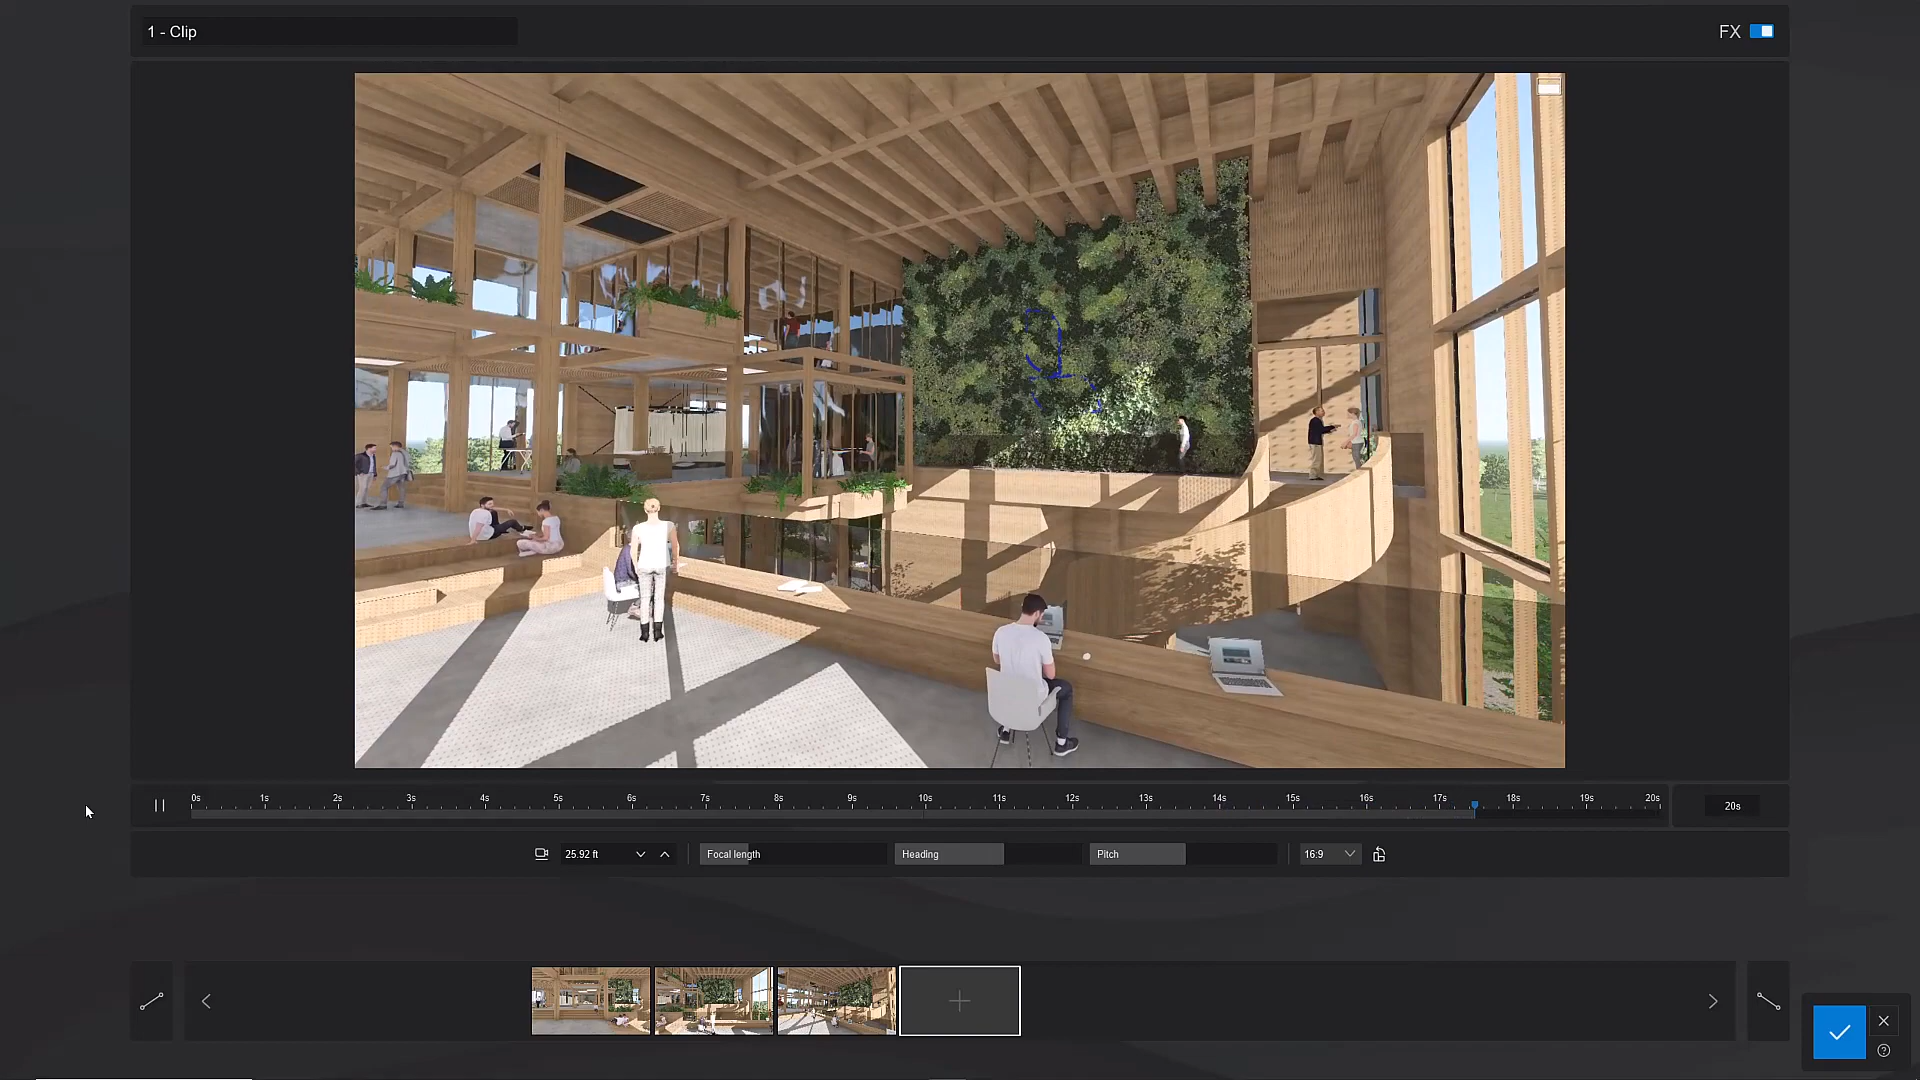 1 - Clip
FX
0s 1s 2s 3s 4s 5s 6s 7s 8s 9s 10s 11s 12s 13s 14s 15s 16s 17s 18s 19s 20s
20s
25.92 ft Focal length Heading Pitch 16:9